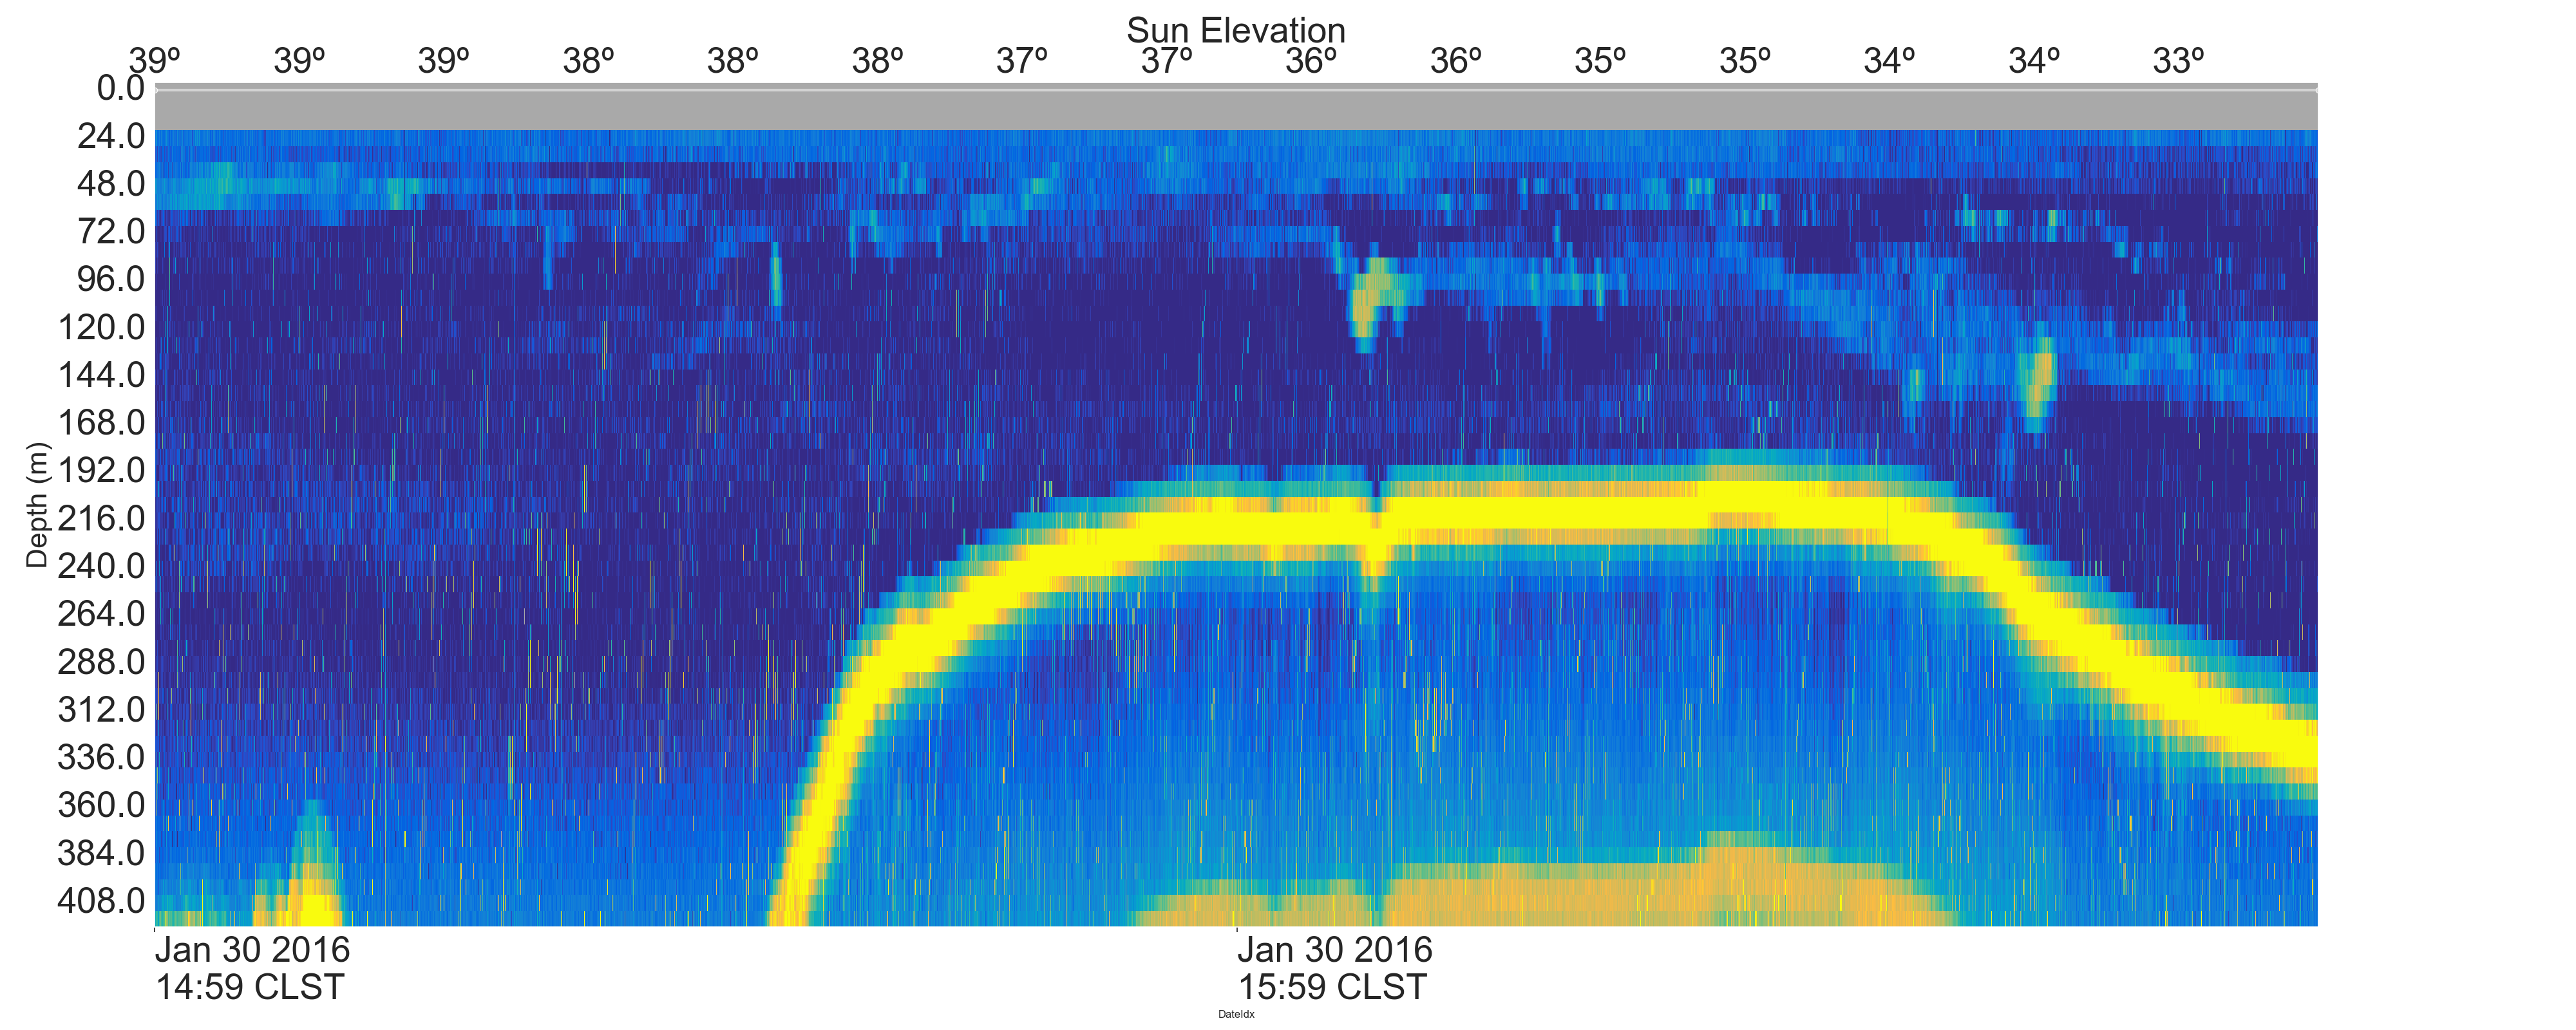 Sun Elevation
39º 39º 39º 38º 38º 38º 37º 37º 36º 36º 35º 35º 34º 34º 33º
0.0
24.0
48.0
72.0
96.0
120.0
144.0
168.0
192.0
216.0
240.0
264.0
288.0
312.0
336.0
360.0
384.0
408.0
Depth (m)
Jan 30 2016
14:59 CLST
Jan 30 2016
15:59 CLST
DateIdx